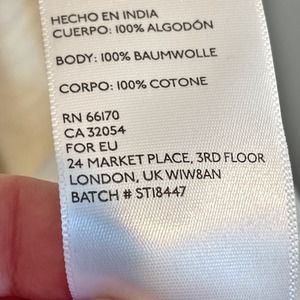 HECHO EN INDIA
CUERPO: 100% ALGODÓN
BODY: 100% BAUMWOLLE
CORPO: 100% COTONE
RN 66170
CA 32054
FOR EU
24 MARKET PLACE, 3RD FLOOR
LONDON, UK W1W8AN
BATCH # STI8447